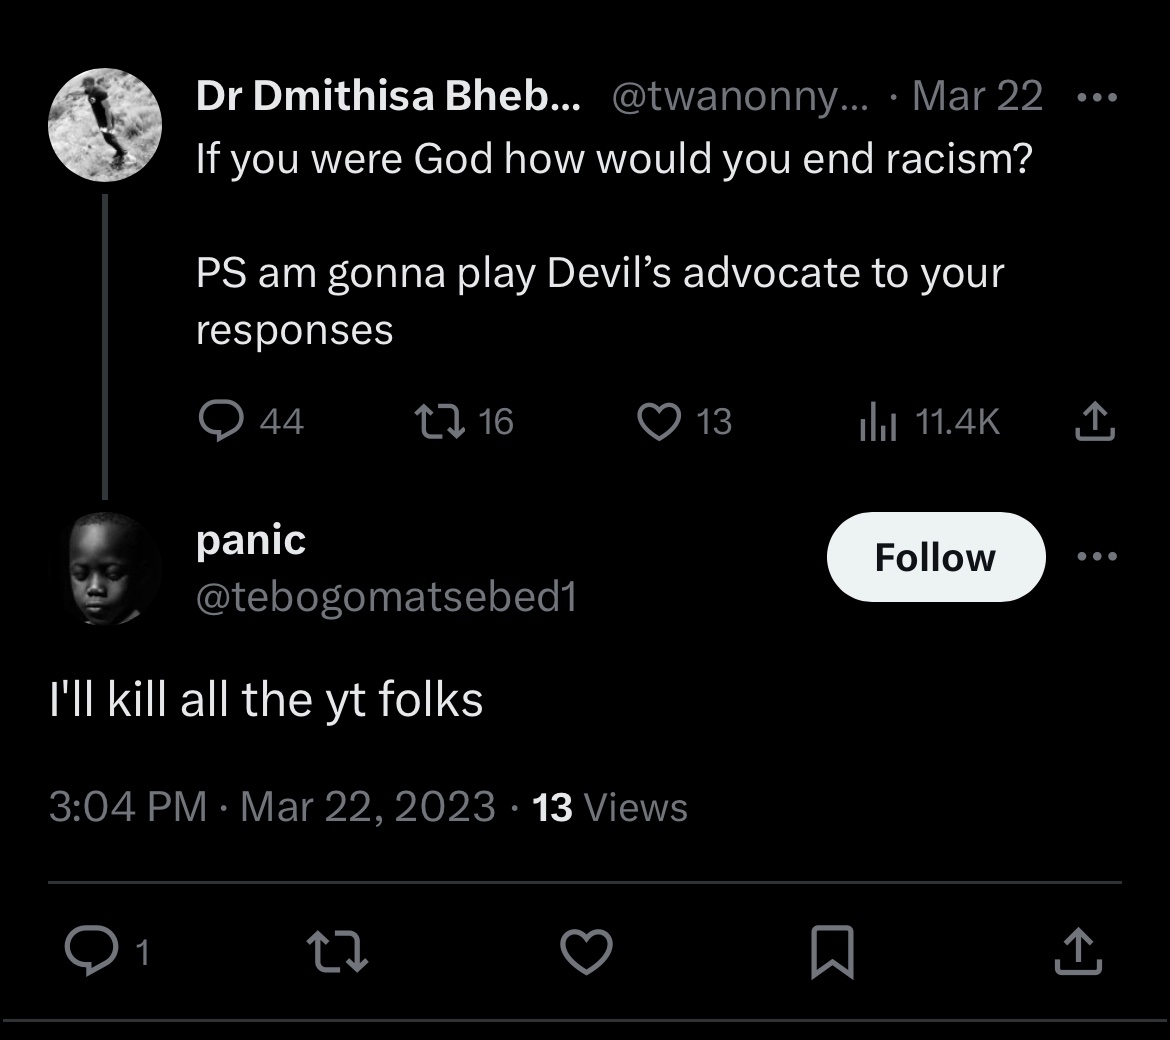 Dr Dmithisa Bheb... @twanonny... · Mar 22
If you were God how would you end racism?
PS am gonna play Devil’s advocate to your
responses
44 16 13 11.4K
panic
Follow
@tebogomatsebed1
I'll kill all the yt folks
3:04 PM · Mar 22, 2023 · 13 Views
1